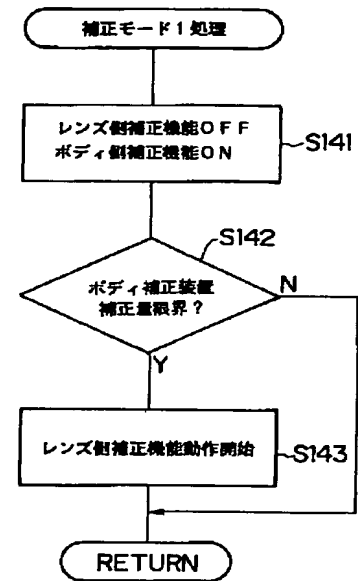 補正モード1処理
レンズ側補正機能OFF
ボディ側補正機能ON
S141
S142
ボディ補正装置
補正量限界?
N
Y
レンズ側補正機能動作開始
S143
RETURN